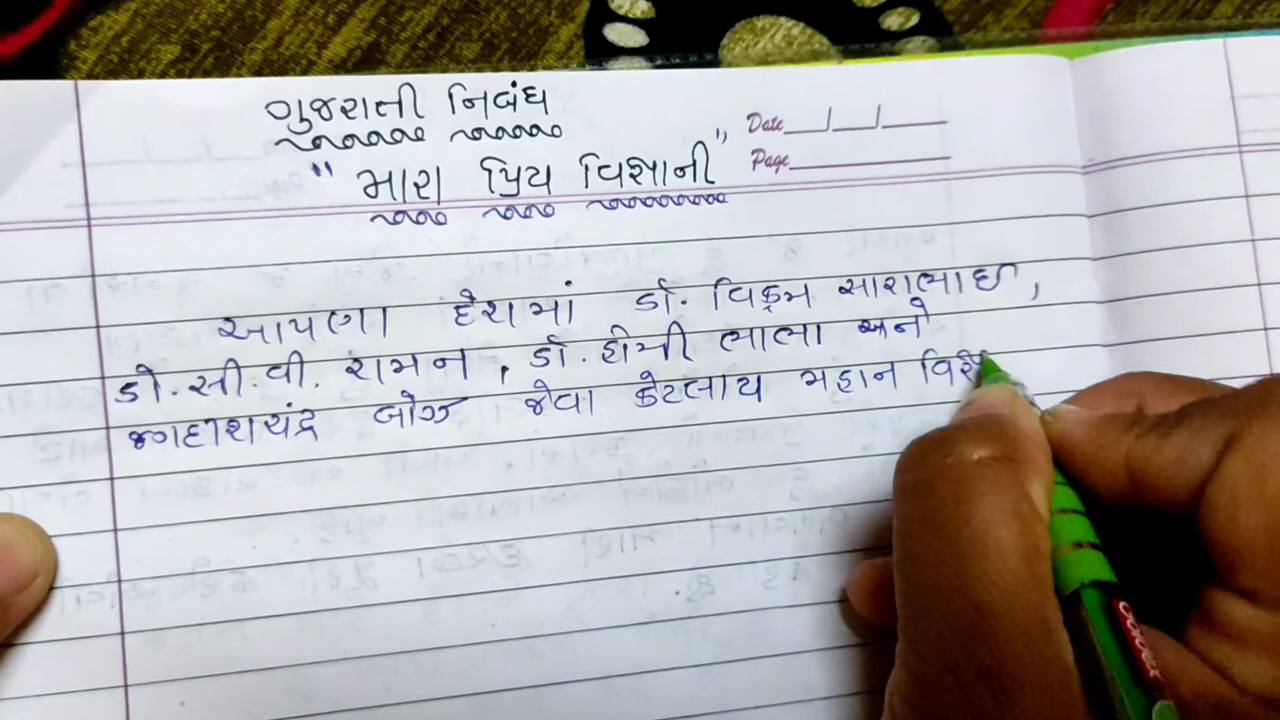 ગુજરાતી નિબંધ
Date
"મારા પ્રિય વિજ્ઞાની"
Page
આપણા દેશમાં ડૉ. વિક્રમ સારાભાઈ,
ડૉ. સી. વી. રામન, ડૉ. હોમી ભાભા અને
જગદીશચંદ્ર બોઝ જેવા કેટલાય મહાન